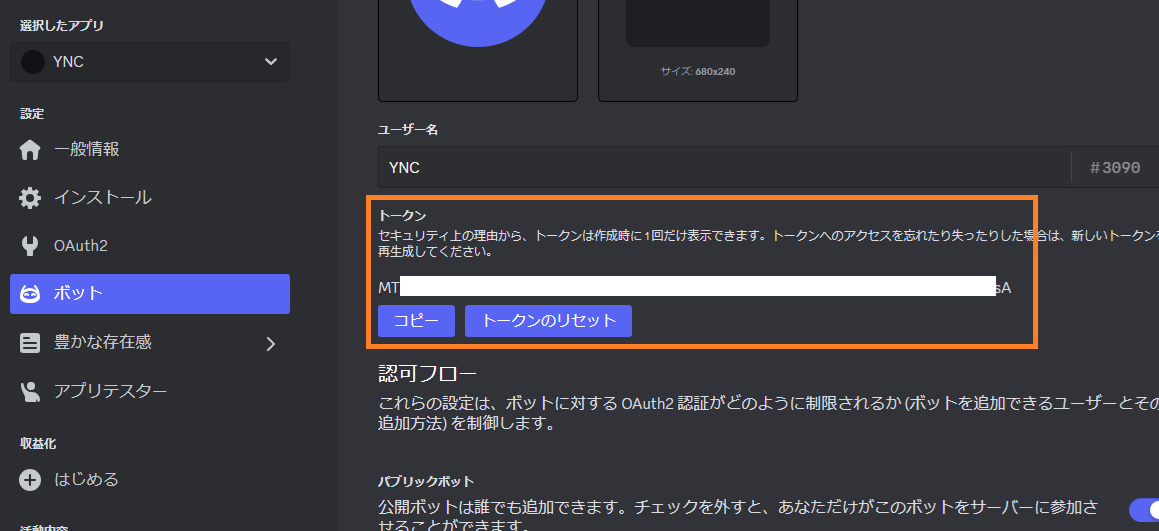 選択したアプリ
YNC
設定
一般情報
インストール
OAuth2
ボット
豊かな存在感
アプリテスター
収益化
はじめる
活動内容
サイズ: 680x240
ユーザー名
YNC
#3090
トークン
セキュリティ上の理由から、トークンは作成時に1回だけ表示できます。トークンへのアクセスを忘れたり失ったりした場合は、新しいトークンを
再生成してください。
MT
sA
コピー
トークンのリセット
認可フロー
これらの設定は、ボットに対する OAuth2 認証がどのように制限されるか (ボットを追加できるユーザーとその
追加方法) を制御します。
パブリックボット
公開ボットは誰でも追加できます。チェックを外すと、あなただけがこのボットをサーバーに参加さ
せることができます。